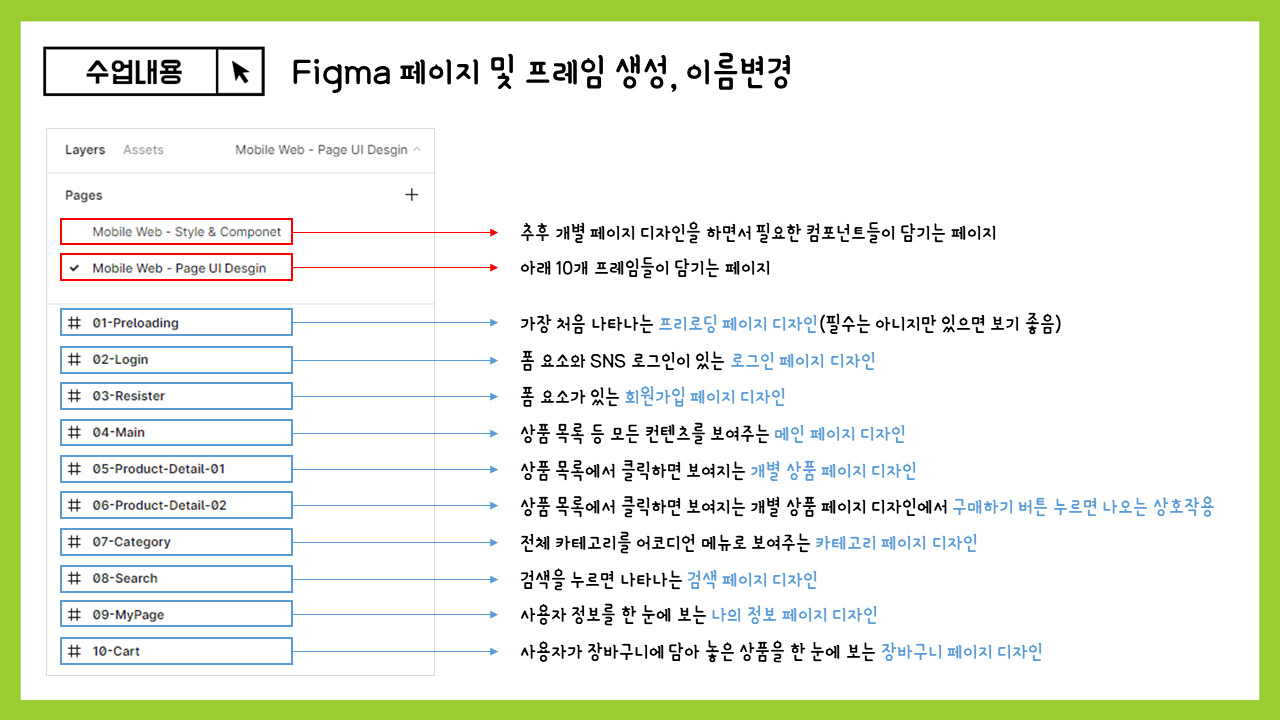 수업내용
Figma 페이지 및 프레임 생성, 이름변경
Layers Assets Mobile Web - Page UI Desgin
Pages
Mobile Web - Style & Componet 추후 개별 페이지 디자인을 하면서 필요한 컴포넌트들이 담기는 페이지
Mobile Web - Page UI Desgin 아래 10개 프레임들이 담기는 페이지
01-Preloading 가장 처음 나타나는 프리로딩 페이지 디자인(필수는 아니지만 있으면 보기 좋음)
02-Login 폼 요소와 SNS 로그인이 있는 로그인 페이지 디자인
03-Resister 폼 요소가 있는 회원가입 페이지 디자인
04-Main 상품 목록 등 모든 컨텐츠를 보여주는 메인 페이지 디자인
05-Product-Detail-01 상품 목록에서 클릭하면 보여지는 개별 상품 페이지 디자인
06-Product-Detail-02 상품 목록에서 클릭하면 보여지는 개별 상품 페이지 디자인에서 구매하기 버튼 누르면 나오는 상호작용
07-Category 전체 카테고리를 어코디언 메뉴로 보여주는 카테고리 페이지 디자인
08-Search 검색을 누르면 나타나는 검색 페이지 디자인
09-MyPage 사용자 정보를 한 눈에 보는 나의 정보 페이지 디자인
10-Cart 사용자가 장바구니에 담아 놓은 상품을 한 눈에 보는 장바구니 페이지 디자인